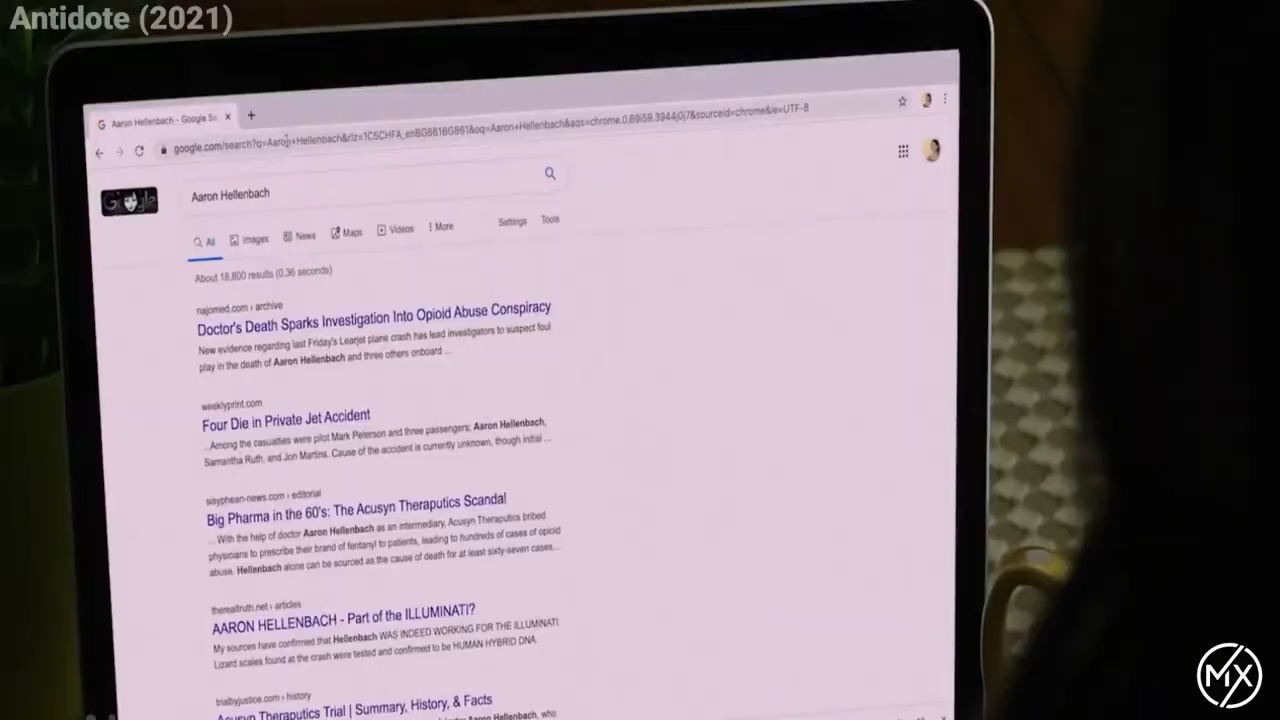 Antidote (2021)
Aaron Hellenbach - Google Se
google.com/search?q=Aaron+Hellenbach&rlz=1C5CHFA_enBG861BG861&oq=Aaron+Hellenbach&aqs=chrome.0.69i59.3944j0j7&sourceid=chrome&ie=UTF-8
Google
Aaron Hellenbach
All Images News Maps Videos More Settings Tools
About 18,800 results (0.36 seconds)
najomed.com › archive
Doctor's Death Sparks Investigation Into Opioid Abuse Conspiracy
New evidence regarding last Friday's Learjet plane crash has lead investigators to suspect foul
play in the death of Aaron Hellenbach and three others onboard ...
weeklyprint.com
Four Die in Private Jet Accident
...Among the casualties were pilot Mark Peterson and three passengers; Aaron Hellenbach,
Samantha Ruth, and Jon Martins. Cause of the accident is currently unknown, though initial ...
sisyphean-news.com › editorial
Big Pharma in the 60's: The Acusyn Theraputics Scandal
... With the help of doctor Aaron Hellenbach as an intermediary, Acusyn Theraputics bribed
physicians to prescribe their brand of fentanyl to patients, leading to hundreds of cases of opioid
abuse. Hellenbach alone can be sourced as the cause of death for at least sixty-seven cases...
therealtruth.net › articles
AARON HELLENBACH - Part of the ILLUMINATI?
My sources have confirmed that Hellenbach WAS INDEED WORKING FOR THE ILLUMINATI.
Lizard scales found at the crash were tested and confirmed to be HUMAN HYBRID DNA.
trialbyjustice.com › history
Acusyn Theraputics Trial | Summary, History, & Facts
Aaron Hellenbach, who
MX